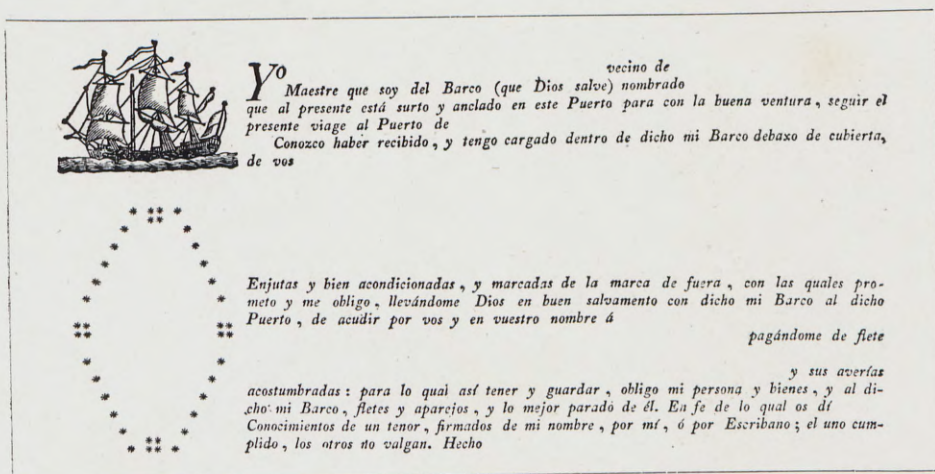 Yo vecino de
Maestre que soy del Barco (que Dios salve) nombrado
que al presente está surto y anclado en este Puerto para con la buena ventura, seguir el
presente viage al Puerto de
Conozco haber recibido, y tengo cargado dentro de dicho mi Barco debaxo de cubierta,
de vos
Enjutas y bien acondicionadas, y marcadas de la marca de fuera, con las quales pro-
meto y me obligo, llevándome Dios en buen salvamento con dicho mi Barco al dicho
Puerto, de acudir por vos y en vuestro nombre á
pagándome de flete
y sus averías
acostumbradas: para lo qual así tener y guardar, obligo mi persona y bienes, y al di-
cho mi Barco, fletes y aparejos, y lo mejor parado de él. En fe de lo qual os dí
Conocimientos de un tenor, firmados de mi nombre, por mí, ó por Escribano; el uno cum-
plido, los otros no valgan. Hecho